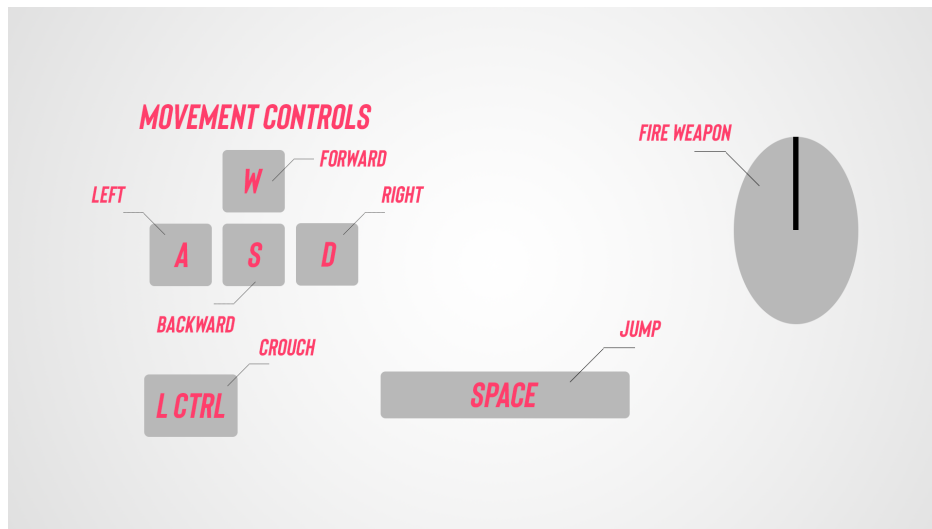 MOVEMENT CONTROLS
FIRE WEAPON
W
FORWARD
LEFT
RIGHT
A
S
D
BACKWARD
CROUCH
JUMP
L CTRL
SPACE